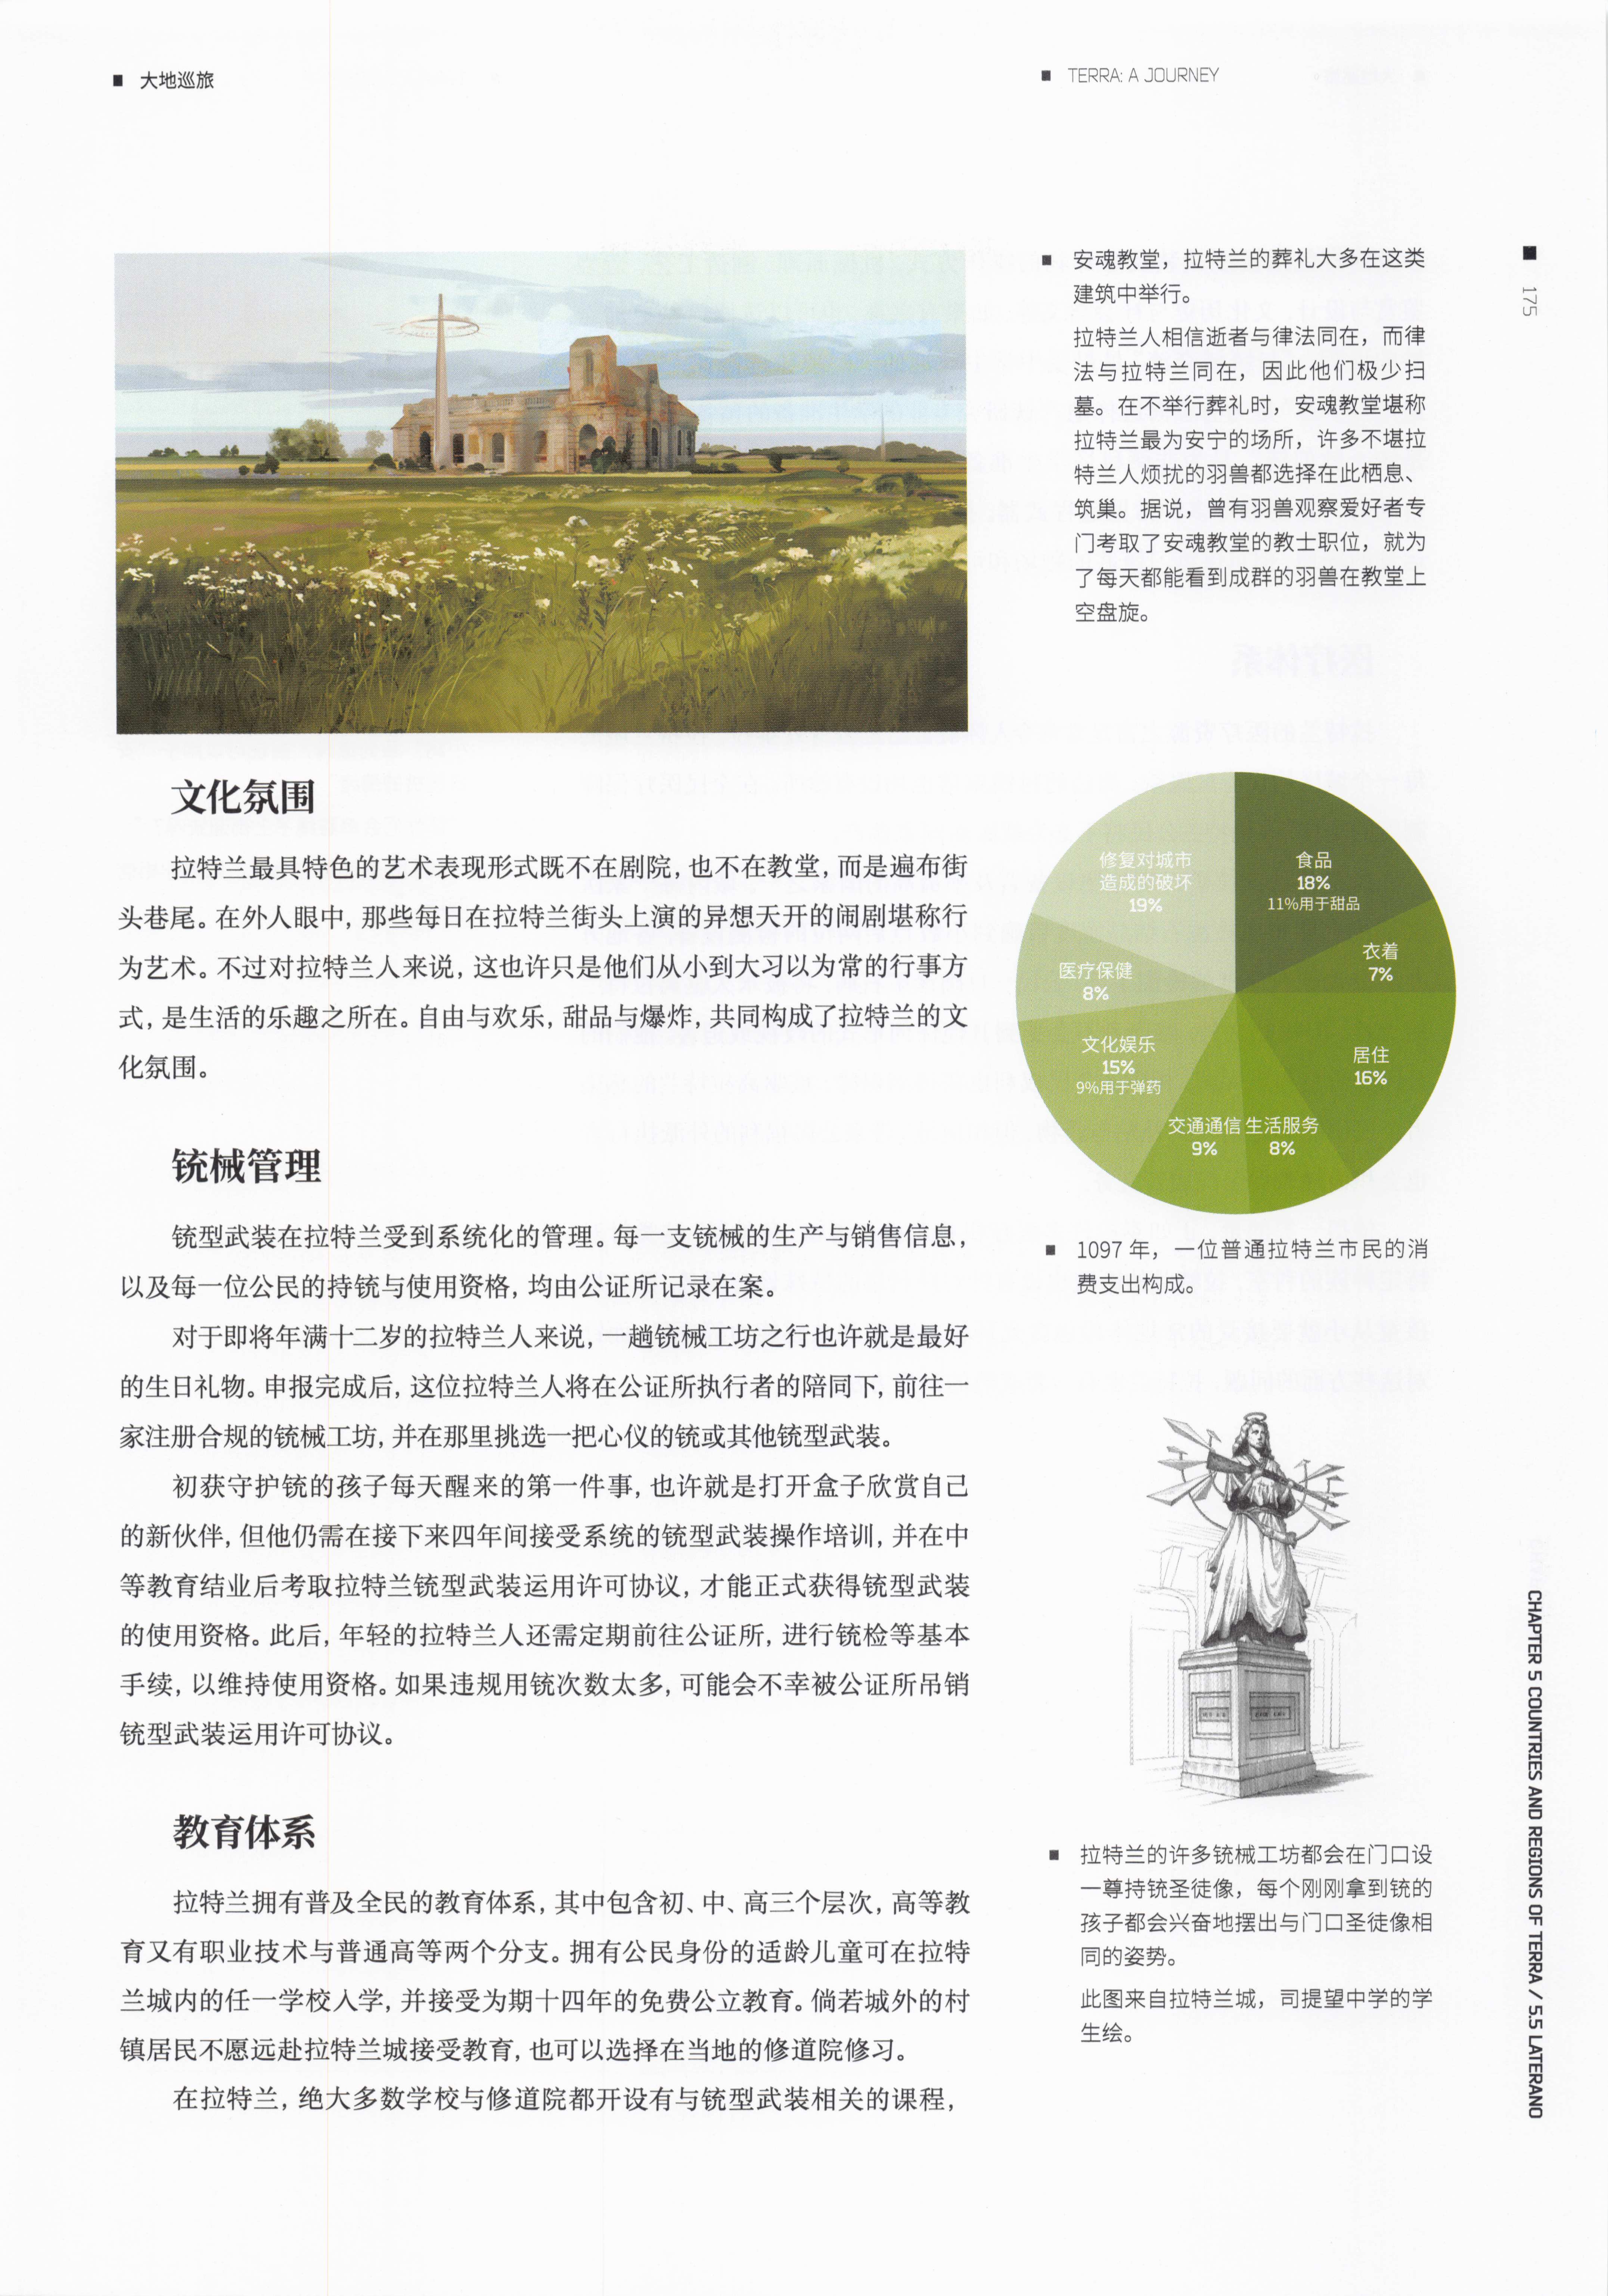 大地巡旅
TERRA: A JOURNEY
175
安魂教堂，拉特兰的葬礼大多在这类
建筑中举行。
拉特兰人相信逝者与律法同在，而律
法与拉特兰同在，因此他们极少扫
墓。在不举行葬礼时，安魂教堂堪称
拉特兰最为安宁的场所，许多不堪拉
特兰人烦扰的羽兽都选择在此栖息、
筑巢。据说，曾有羽兽观察爱好者专
门考取了安魂教堂的教士职位，就为
了每天都能看到成群的羽兽在教堂上
空盘旋。
文化氛围
拉特兰最具特色的艺术表现形式既不在剧院，也不在教堂，而是遍布街
头巷尾。在外人眼中，那些每日在拉特兰街头上演的异想天开的闹剧堪称行
为艺术。不过对拉特兰人来说，这也许只是他们从小到大习以为常的行事方
式，是生活的乐趣之所在。自由与欢乐，甜品与爆炸，共同构成了拉特兰的文
化氛围。
铳械管理
铳型武装在拉特兰受到系统化的管理。每一支铳械的生产与销售信息，
以及每一位公民的持铳与使用资格，均由公证所记录在案。
对于即将年满十二岁的拉特兰人来说，一趟铳械工坊之行也许就是最好
的生日礼物。申报完成后，这位拉特兰人将在公证所执行者的陪同下，前往一
家注册合规的铳械工坊，并在那里挑选一把心仪的铳或其他铳型武装。
初获守护铳的孩子每天醒来的第一件事，也许就是打开盒子欣赏自己
的新伙伴，但他仍需在接下来四年间接受系统的铳型武装操作培训，并在中
等教育结业后考取拉特兰铳型武装运用许可协议，才能正式获得铳型武装
的使用资格。此后，年轻的拉特兰人还需定期前往公证所，进行铳检等基本
手续，以维持使用资格。如果违规用铳次数太多，可能会不幸被公证所吊销
铳型武装运用许可协议。
教育体系
拉特兰拥有普及全民的教育体系，其中包含初、中、高三个层次，高等教
育又有职业技术与普通高等两个分支。拥有公民身份的适龄儿童可在拉特
兰城内的任一学校入学，并接受为期十四年的免费公立教育。倘若城外的村
镇居民不愿远赴拉特兰城接受教育，也可以选择在当地的修道院修习。
在拉特兰，绝大多数学校与修道院都开设有与铳型武装相关的课程，
食品
18%
11%用于甜品
衣着
7%
居住
16%
生活服务
8%
交通通信
9%
文化娱乐
15%
9%用于弹药
医疗保健
8%
修复对城市
造成的破坏
19%
1097 年，一位普通拉特兰市民的消
费支出构成。
拉特兰的许多铳械工坊都会在门口设
一尊持铳圣徒像，每个刚刚拿到铳的
孩子都会兴奋地摆出与门口圣徒像相
同的姿势。
此图来自拉特兰城，司提望中学的学
生绘。
CHAPTER 5 COUNTRIES AND REGIONS OF TERRA / 5.5 LATERANO